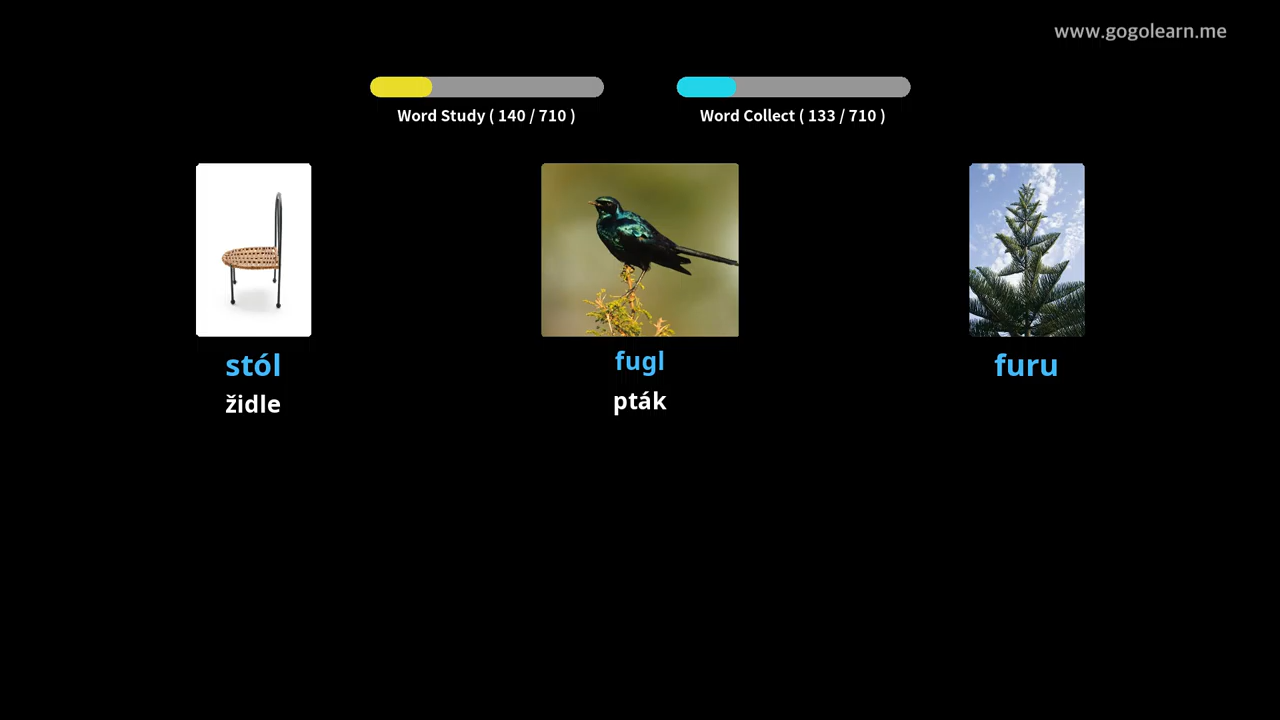 www.gogolearn.me
Word Study ( 140 / 710 )
Word Collect ( 133 / 710 )
stól
židle
fugl
pták
furu